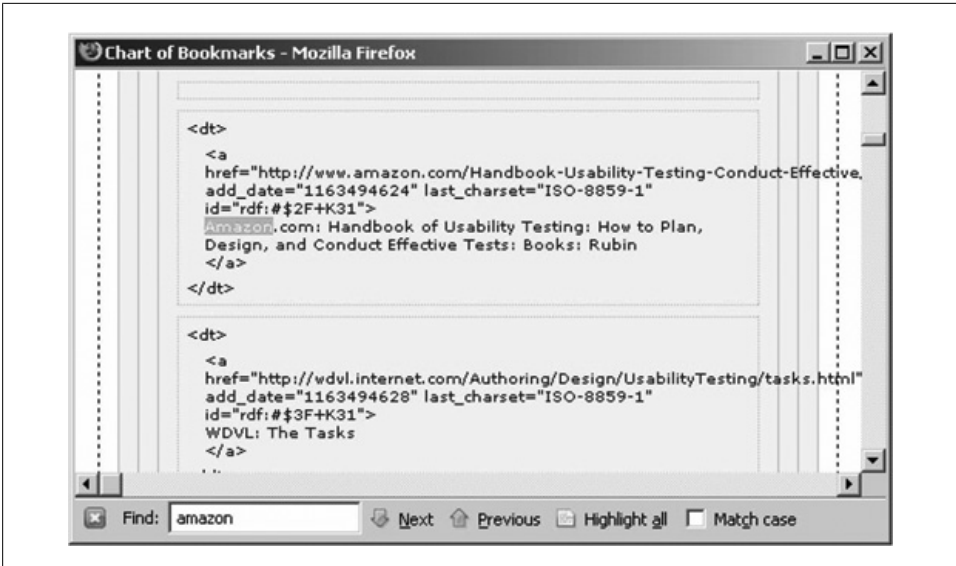 Chart of Bookmarks - Mozilla Firefox
<dt>
<a
href="http://www.amazon.com/Handbook-Usability-Testing-Conduct-Effective
add_date="1163494624" last_charset="ISO-8859-1"
id="rdf:#$2F+K31">
Amazon.com: Handbook of Usability Testing: How to Plan,
Design, and Conduct Effective Tests: Books: Rubin
</a>
</dt>
<dt>
<a
href="http://wdvl.internet.com/Authoring/Design/UsabilityTesting/tasks.html"
add_date="1163494628" last_charset="ISO-8859-1"
id="rdf:#$3F+K31">
WDVL: The Tasks
</a>
Find: amazon Next Previous Highlight all Match case